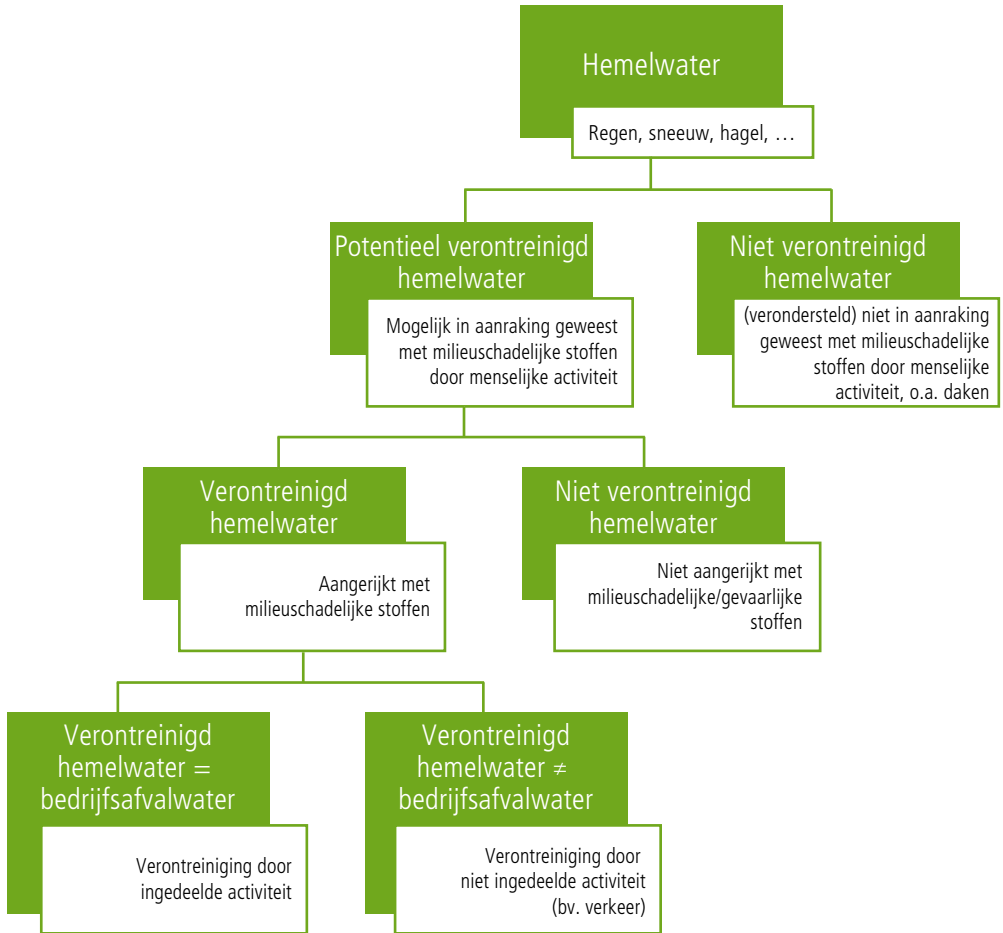 Hemelwater
Regen, sneeuw, hagel, …
Potentieel verontreinigd
hemelwater
Mogelijk in aanraking geweest
met milieuschadelijke stoffen
door menselijke activiteit
Niet verontreinigd
hemelwater
(verondersteld) niet in aanraking
geweest met milieuschadelijke
stoffen door menselijke
activiteit, o.a. daken
Verontreinigd
hemelwater
Aangerijkt met
milieuschadelijke stoffen
Niet verontreinigd
hemelwater
Niet aangerijkt met
milieuschadelijke/gevaarlijke
stoffen
Verontreinigd
hemelwater =
bedrijfsafvalwater
Verontreiniging door
ingedeelde activiteit
Verontreinigd
hemelwater ≠
bedrijfsafvalwater
Verontreiniging door
niet ingedeelde activiteit
(bv. verkeer)